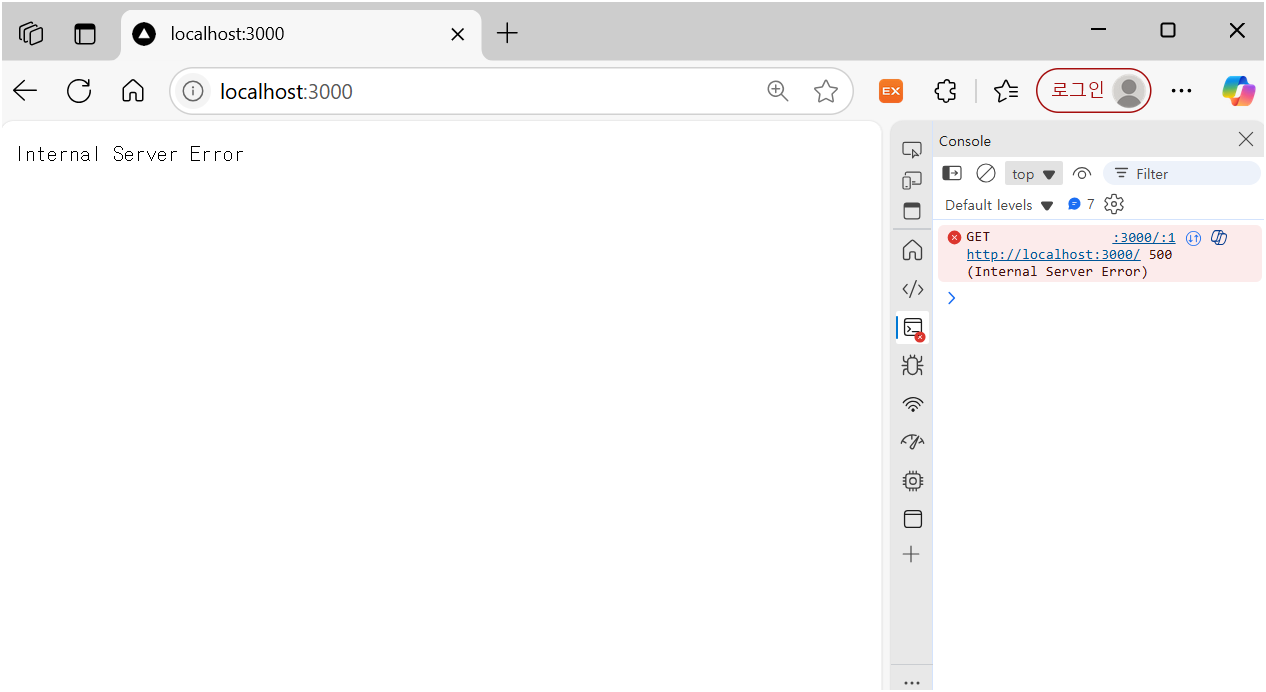 localhost:3000
localhost:3000
EX
로그인
Internal Server Error
Console
top
Filter
Default levels
7
GET :3000/:1
http://localhost:3000/ 500
(Internal Server Error)